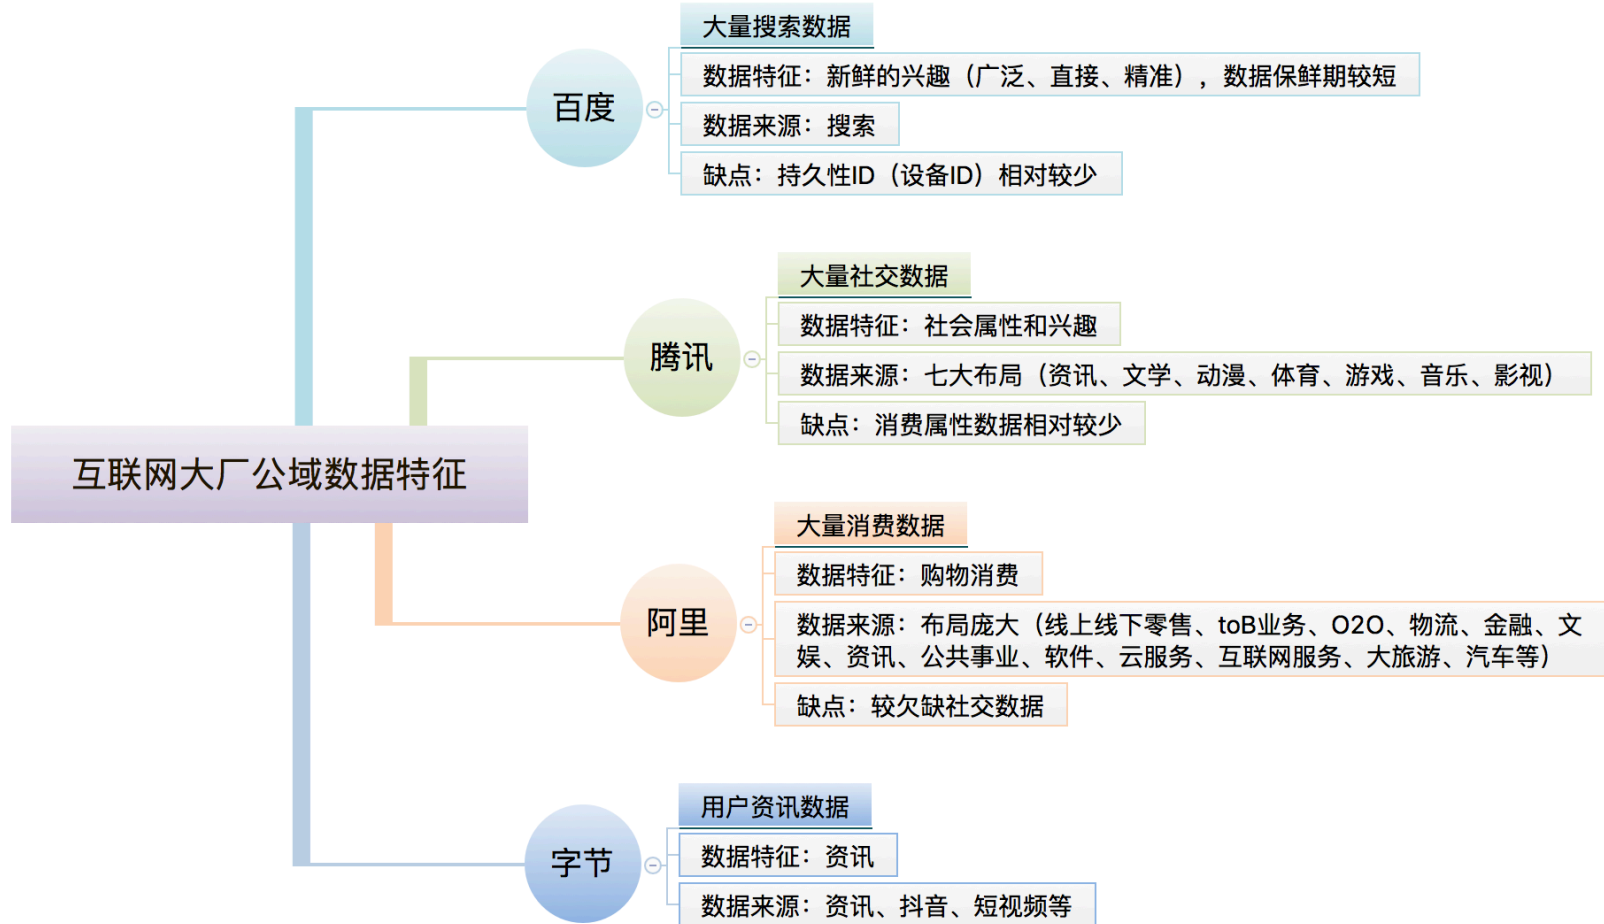 大量搜索数据
数据特征：新鲜的兴趣（广泛、直接、精准），数据保鲜期较短
百度
数据来源：搜索
缺点：持久性ID（设备ID）相对较少
大量社交数据
数据特征：社会属性和兴趣
腾讯
数据来源：七大布局（资讯、文学、动漫、体育、游戏、音乐、影视）
缺点：消费属性数据相对较少
互联网大厂公域数据特征
大量消费数据
数据特征：购物消费
阿里
数据来源：布局庞大（线上线下零售、toB业务、O2O、物流、金融、文
娱、资讯、公共事业、软件、云服务、互联网服务、大旅游、汽车等）
缺点：较欠缺社交数据
用户资讯数据
数据特征：资讯
字节
数据来源：资讯、抖音、短视频等